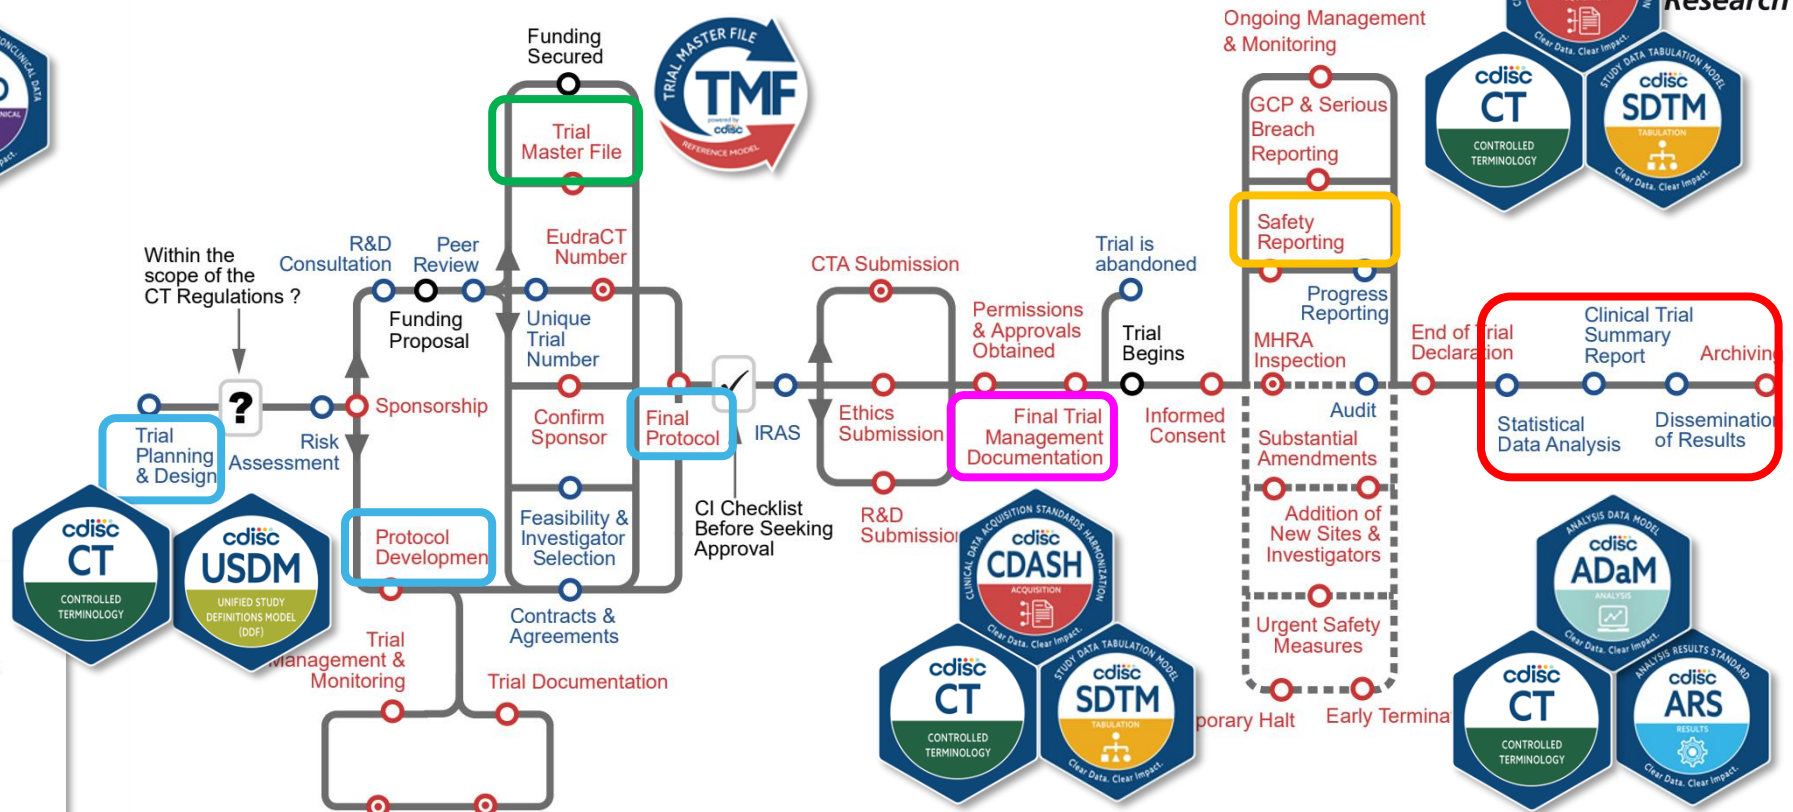 Research
Ongoing Management
& Monitoring
Funding
Secured
TRIAL MASTER FILE
TMF
powered by
cdisc
REFERENCE MODEL
Trial
Master File
GCP & Serious
Breach
Reporting
Clear Data. Clear Impact.
cdisc
CT
CONTROLLED
TERMINOLOGY
STUDY DATA TABULATION MODEL
cdisc
SDTM
TABULATION
Clear Data. Clear Impact.
NONCLINICAL DATA
Within the
scope of the
CT Regulations ?
R&D
Consultation
Peer
Review
Funding
Proposal
EudraCT
Number
Unique
Trial
Number
CTA Submission
Trial is
abandoned
Safety
Reporting
Progress
Reporting
Permissions
& Approvals
Obtained
Trial
Begins
MHRA
Inspection
End of Trial
Declaration
Clinical Trial
Summary
Report
Archiving
?
Sponsorship
Risk
Assessment
Trial
Planning
& Design
Confirm
Sponsor
Final
Protocol
IRAS
Ethics
Submission
Final Trial
Management
Documentation
Informed
Consent
Audit
Statistical
Data Analysis
Dissemination
of Results
Substantial
Amendments
cdisc
CT
CONTROLLED
TERMINOLOGY
cdisc
USDM
UNIFIED STUDY
DEFINITIONS MODEL
(DDF)
Protocol
Developmen
Feasibility &
Investigator
Selection
Contracts &
Agreements
CI Checklist
Before Seeking
Approval
R&D
Submission
Addition of
New Sites &
Investigators
Urgent Safety
Measures
Trial
Management &
Monitoring
Trial Documentation
CLINICAL DATA ACQUISITION STANDARDS HARMONIZATION
cdisc
CDASH
ACQUISITION
Clear Data. Clear Impact.
cdisc
CT
CONTROLLED
TERMINOLOGY
STUDY DATA TABULATION MODEL
cdisc
SDTM
TABULATION
Clear Data. Clear Impact.
porary Halt
Early Termina
ANALYSIS DATA MODEL
cdisc
ADaM
ANALYSIS
Clear Data. Clear Impact.
cdisc
CT
CONTROLLED
TERMINOLOGY
ANALYSIS RESULTS STANDARD
cdisc
ARS
RESULTS
Clear Data. Clear Impact.